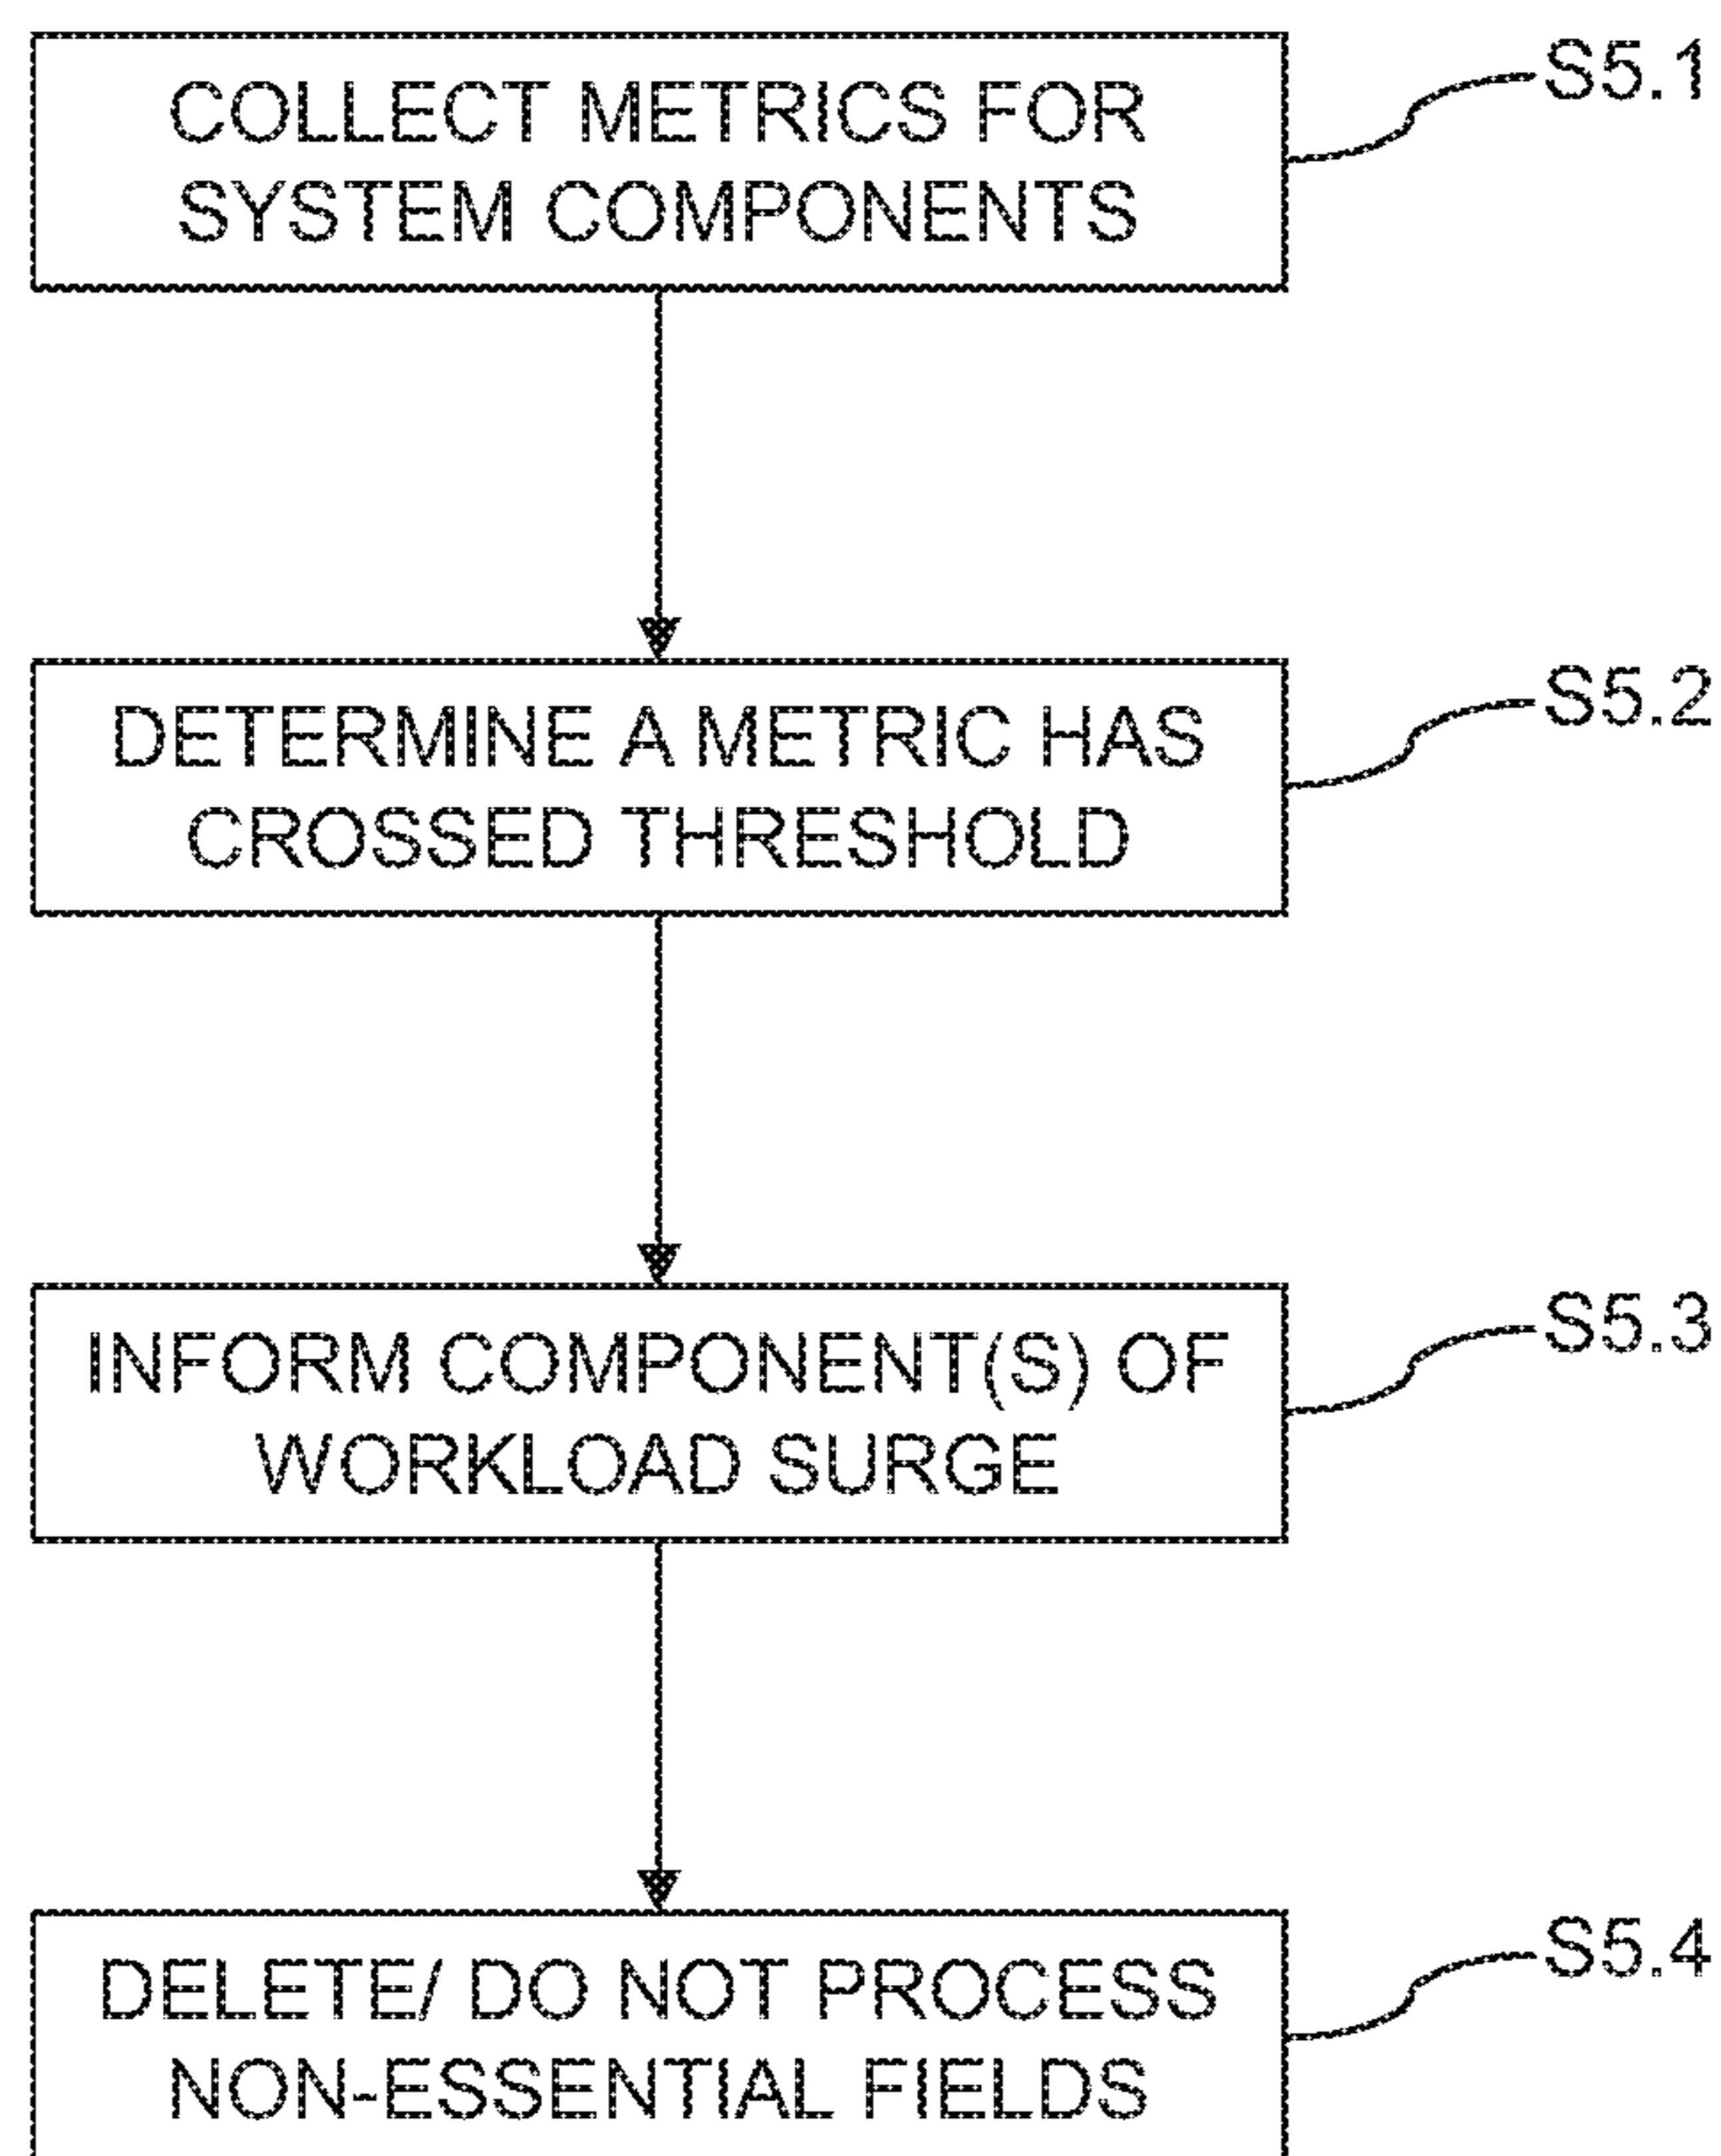 COLLECT METRICS FOR
SYSTEM COMPONENTS
S5.1
DETERMINE A METRIC HAS
CROSSED THRESHOLD
S5.2
INFORM COMPONENT(S) OF
WORKLOAD SURGE
S5.3
DELETE/ DO NOT PROCESS
NON-ESSENTIAL FIELDS
S5.4